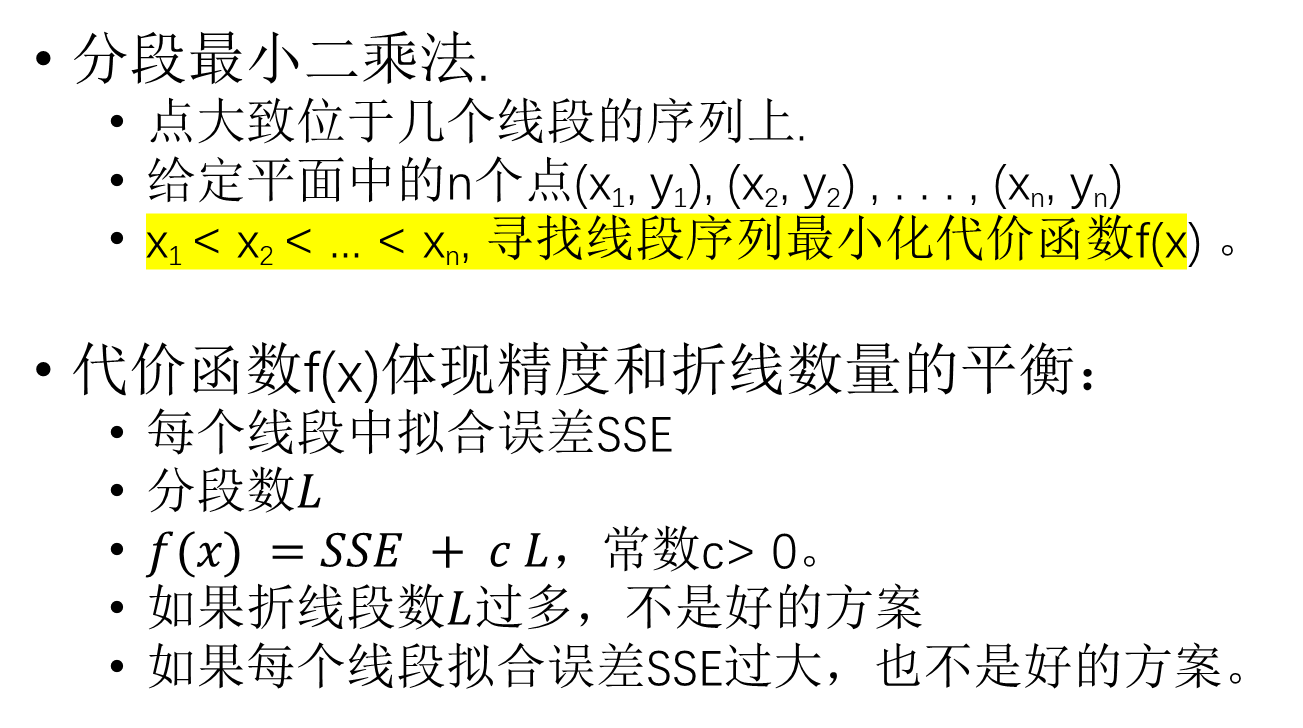 • 分段最小二乘法.
• 点大致位于几个线段的序列上.
• 给定平面中的n个点(x₁, y₁), (x₂, y₂) , . . . , (xₙ, yₙ)
• x₁ < x₂ < ... < xₙ, 寻找线段序列最小化代价函数f(x) 。
• 代价函数f(x)体现精度和折线数量的平衡：
• 每个线段中拟合误差SSE
• 分段数L
• f(x) = SSE + c L，常数c> 0。
• 如果折线段数L过多，不是好的方案
• 如果每个线段拟合误差SSE过大，也不是好的方案。